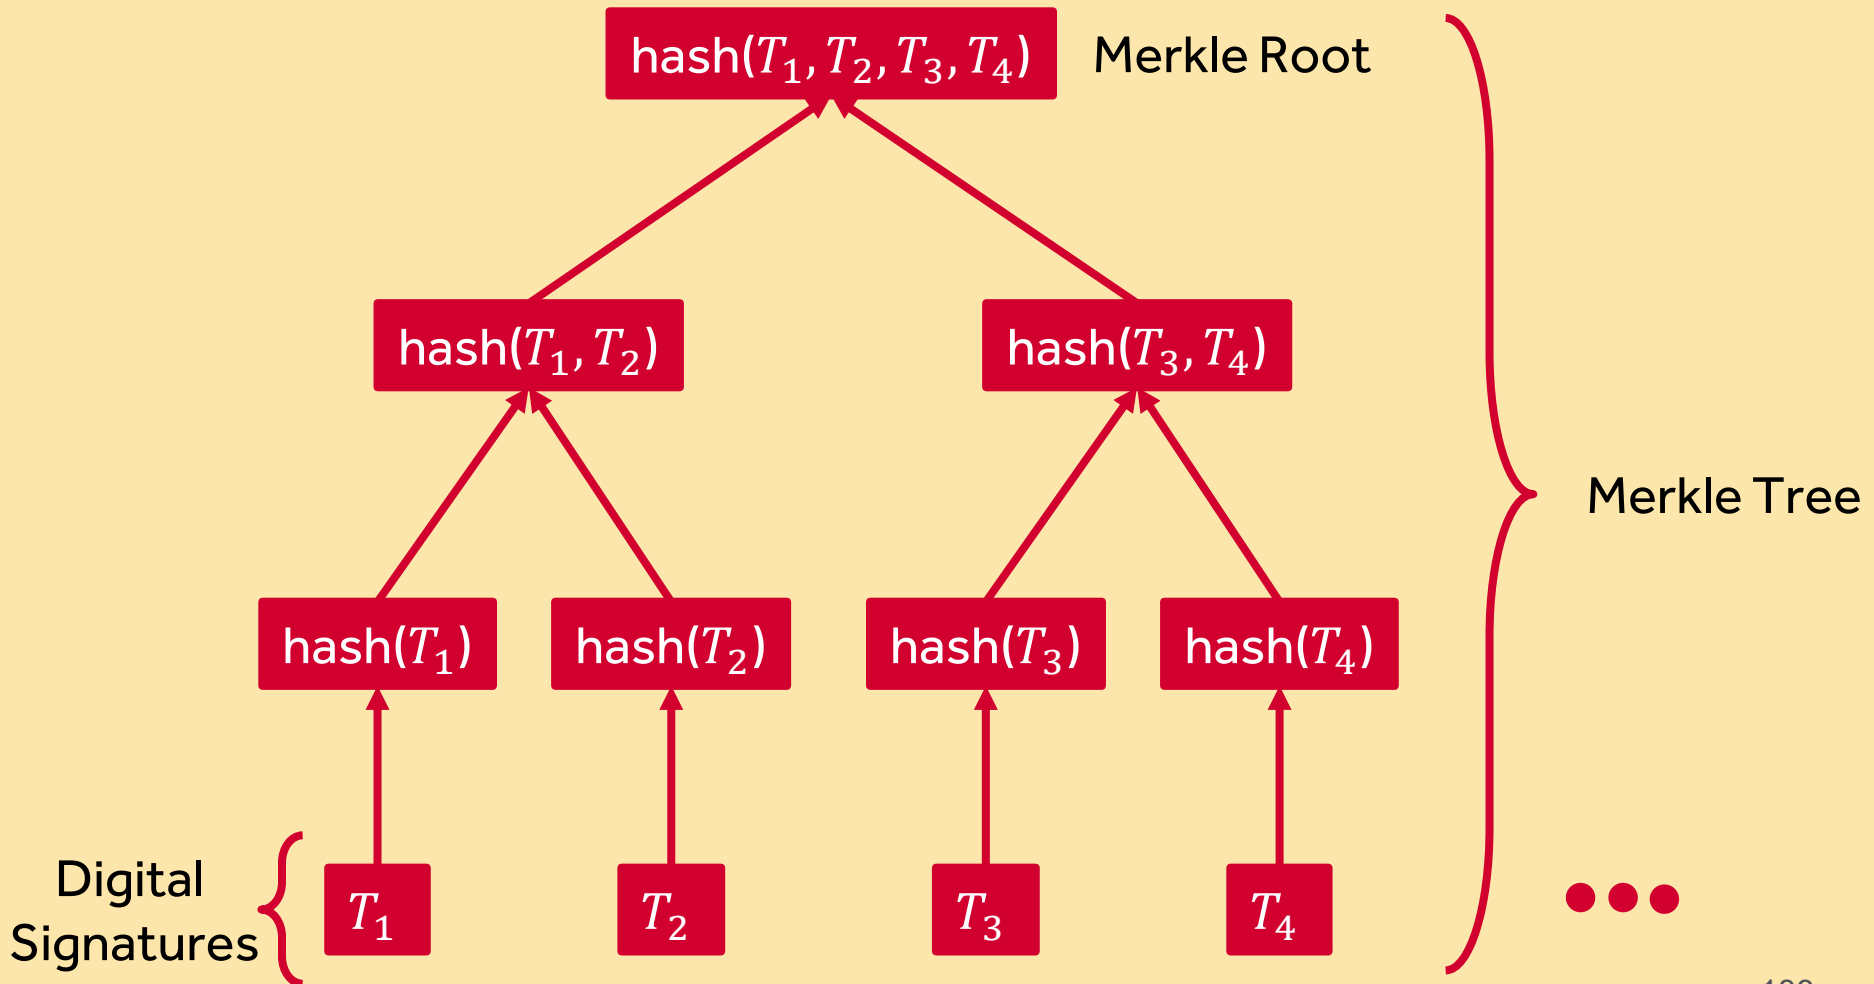 hash(T₁, T₂, T₃, T₄) Merkle Root
hash(T₁, T₂) hash(T₃, T₄)
Merkle Tree
hash(T₁) hash(T₂) hash(T₃) hash(T₄)
Digital
Signatures
T₁ T₂ T₃ T₄